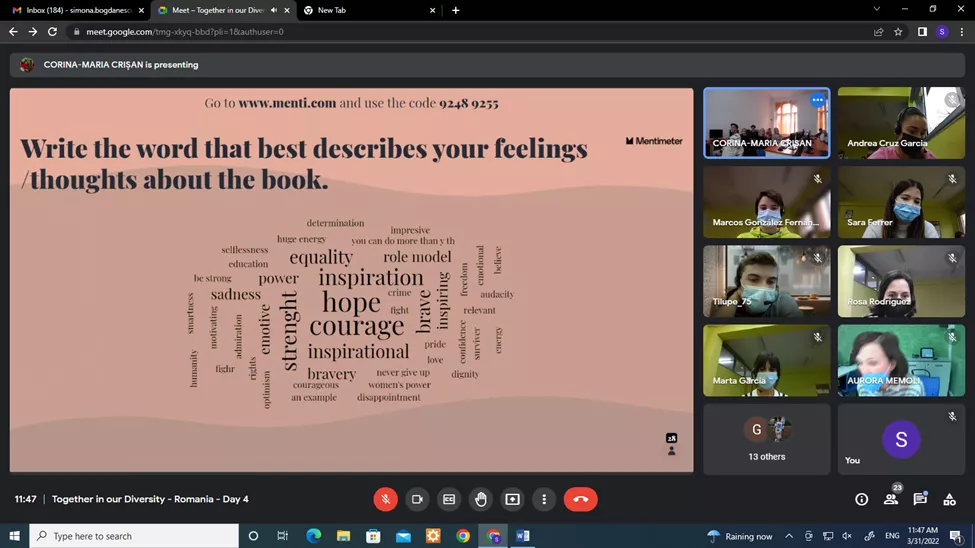 Inbox (184) - simona.bogdanesc
Meet – Together in our Diversity -
New Tab
meet.google.com/tmg-xkyq-bbd?pli=1&authuser=0
CORINA-MARIA CRIȘAN is presenting
Go to www.menti.com and use the code 9248 9255
Write the word that best describes your feelings
/thoughts about the book.
Mentimeter
determination
impresive
huge energy
you can do more than y th
selflessness
equality
role model
education
be strong
power
inspiration
sadness
hope
crime
fight
courage
brave
inspiring
freedom
emotional
believe
audacity
relevant
smartness
motivating
admiration
emotive
strenght
confidence
surviver
energy
inspirational
pride
love
humanity
fighr
rights
optimism
bravery
never give up
dignity
courageous
women's power
an example
disappointment
28
CORINA-MARIA CRIȘAN
Andrea Cruz García
Marcos González Fernán...
Sara Ferrer
Tilupe_75
Rosa Rodríguez
Marta García
AURORA MEMOLI
G
13 others
S
You
11:47 | Together in our Diversity - Romania - Day 4
23
Type here to search
Raining now
ENG
11:47 AM
3/31/2022